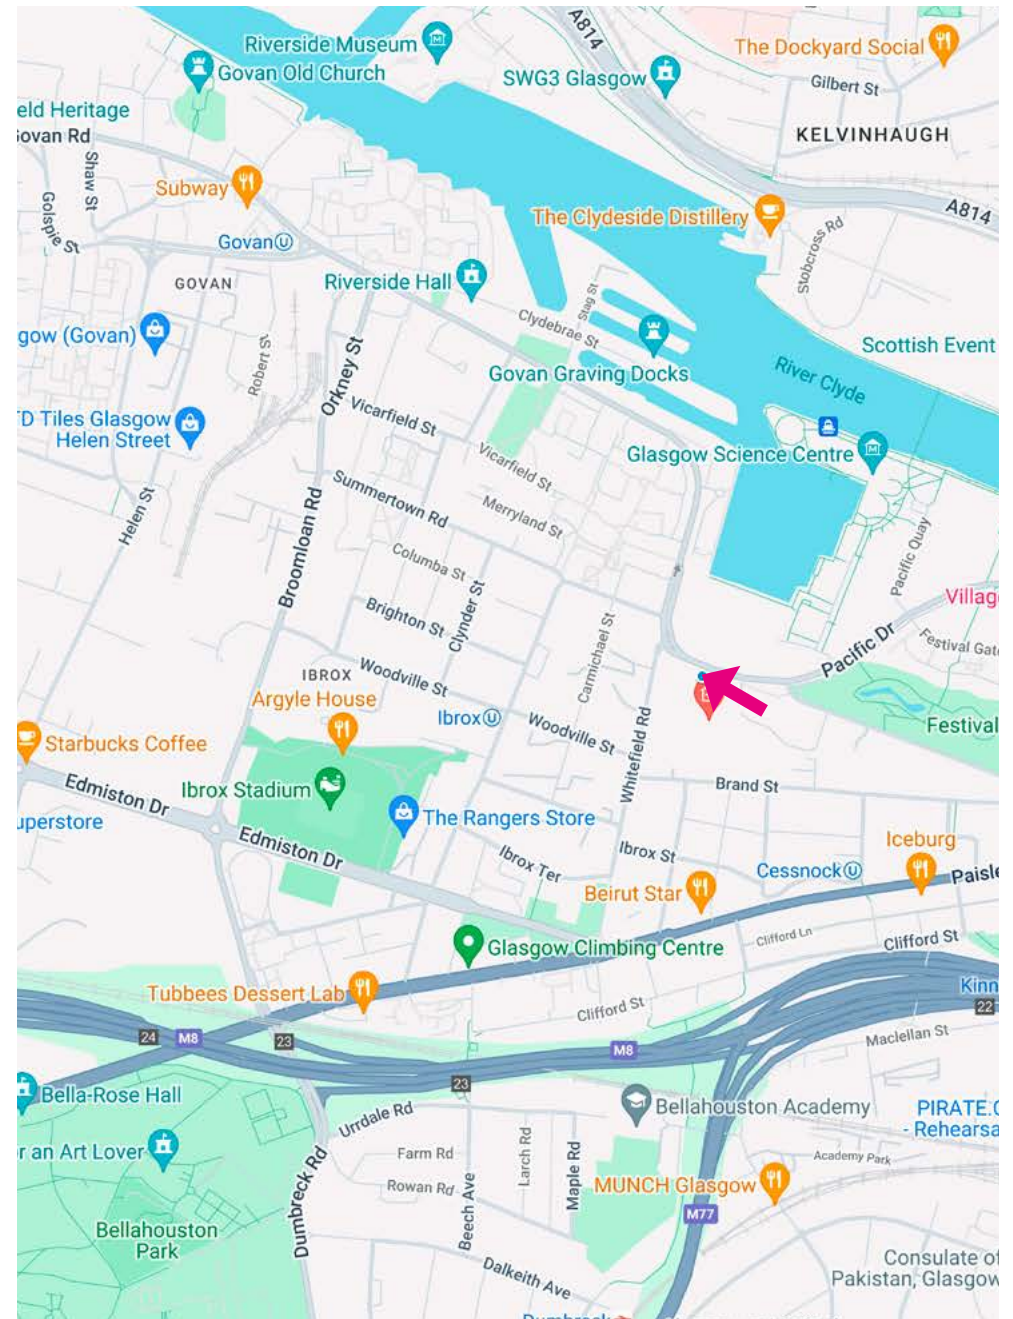 A814
Riverside Museum
Govan Old Church
The Dockyard Social
SWG3 Glasgow
Gilbert St
eld Heritage
Govan Rd
KELVINHAUGH
Shaw St
Subway
Golspie St
The Clydeside Distillery
A814
Stobcross Rd
Govan
GOVAN
Riverside Hall
Stag St
Clydebrae St
gow (Govan)
Scottish Event
Robert St
Orkney St
Govan Graving Docks
River Clyde
TD Tiles Glasgow
Helen Street
Vicarfield St
Glasgow Science Centre
Vicarfield St
Helen St
Summertown Rd
Merryland St
Broomloan Rd
Columba St
Pacific Quay
Brighton St
Clynder St
Villag
Carmichael St
Pacific Dr
Festival Gat
IBROX
Woodville St
Argyle House
Ibrox
Woodville St
Whitefield Rd
Festival
Starbucks Coffee
Edmiston Dr
Ibrox Stadium
Brand St
uperstore
The Rangers Store
Edmiston Dr
Ibrox Ter
Ibrox St
Iceburg
Cessnock
Paisle
Beirut Star
Glasgow Climbing Centre
Clifford Ln
Clifford St
Tubbees Dessert Lab
Kinn
Clifford St
22
24
M8
23
M8
Maclellan St
23
Bella-Rose Hall
Urrdale Rd
Bellahouston Academy
PIRATE.C
- Rehearsa
r an Art Lover
Farm Rd
Larch Rd
Maple Rd
Academy Park
Rowan Rd
MUNCH Glasgow
Dumbreck Rd
Beech Ave
M77
Bellahouston
Park
Dalkeith Ave
Consulate of
Pakistan, Glasgow